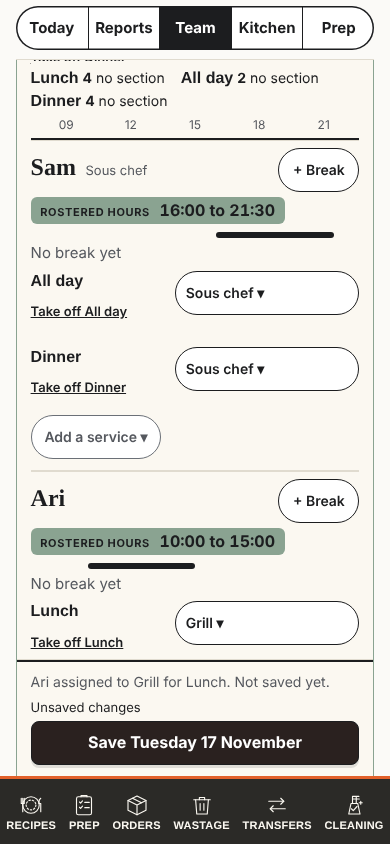 Today Reports Team Kitchen Prep
Lunch 4 no section All day 2 no section
Dinner 4 no section
09 12 15 18 21
Sam Sous chef + Break
ROSTERED HOURS 16:00 to 21:30
No break yet
All day Sous chef ▾
Take off All day
Dinner Sous chef ▾
Take off Dinner
Add a service ▾
Ari + Break
ROSTERED HOURS 10:00 to 15:00
No break yet
Lunch Grill ▾
Take off Lunch
Ari assigned to Grill for Lunch. Not saved yet.
Unsaved changes
Save Tuesday 17 November
RECIPES PREP ORDERS WASTAGE TRANSFERS CLEANING